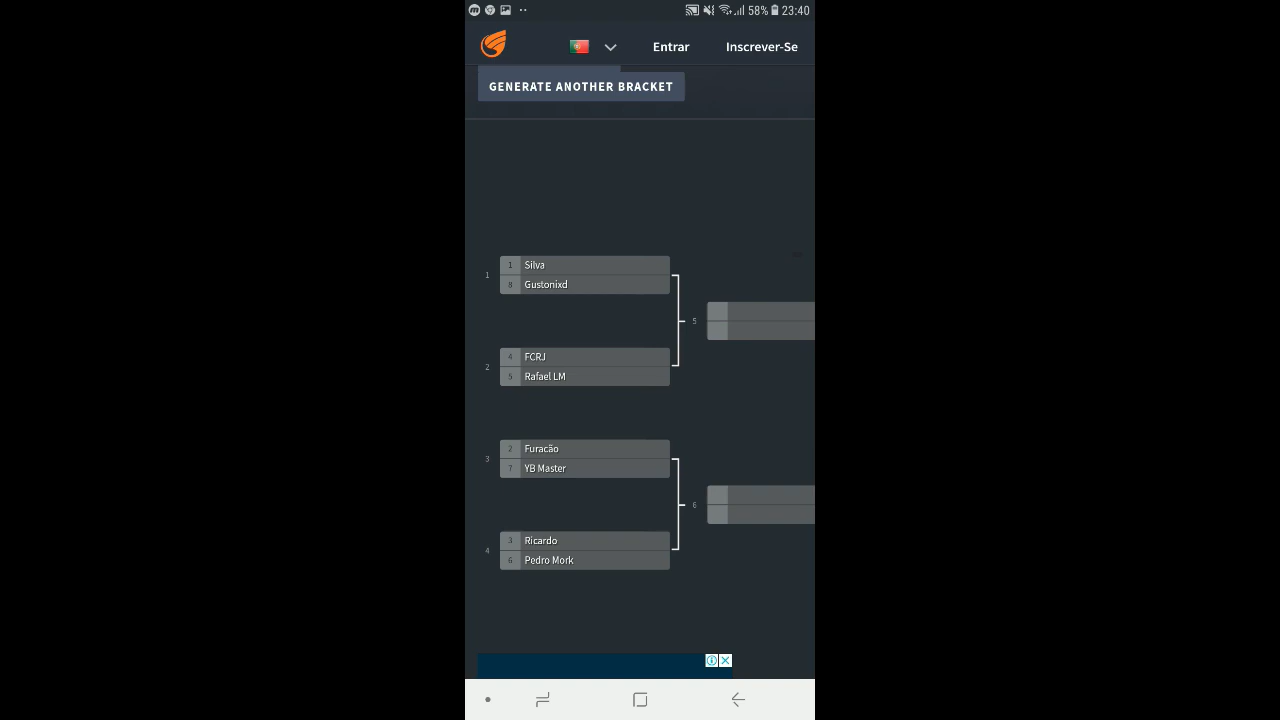 58% 23:40
Entrar Inscrever-Se
GENERATE ANOTHER BRACKET
1 Silva
1
8 Gustonixd
5
4 FCRJ
2
5 Rafael LM
2 Furacão
3
7 YB Master
6
3 Ricardo
4
6 Pedro Mork